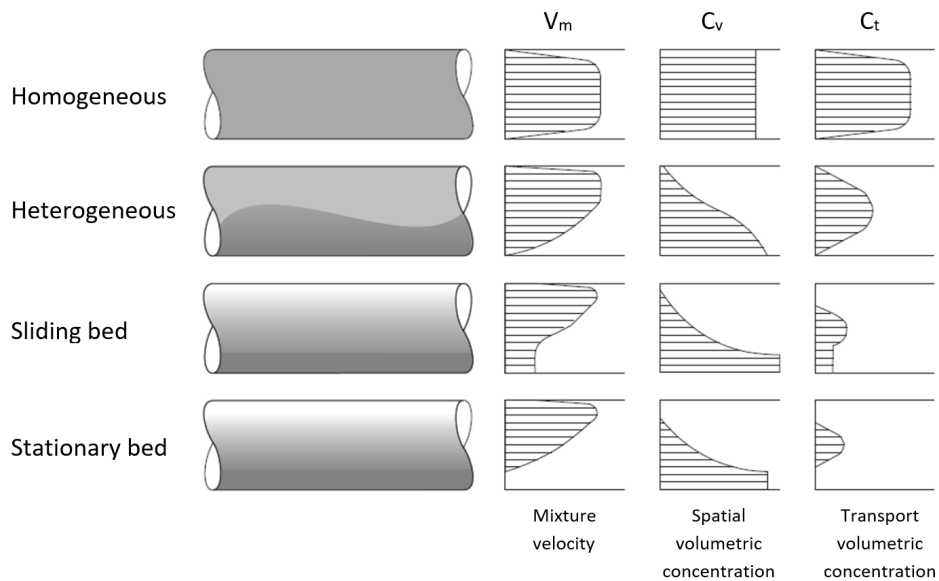 Vm Cv Ct
Homogeneous
Heterogeneous
Sliding bed
Stationary bed
Mixture
velocity
Spatial
volumetric
concentration
Transport
volumetric
concentration